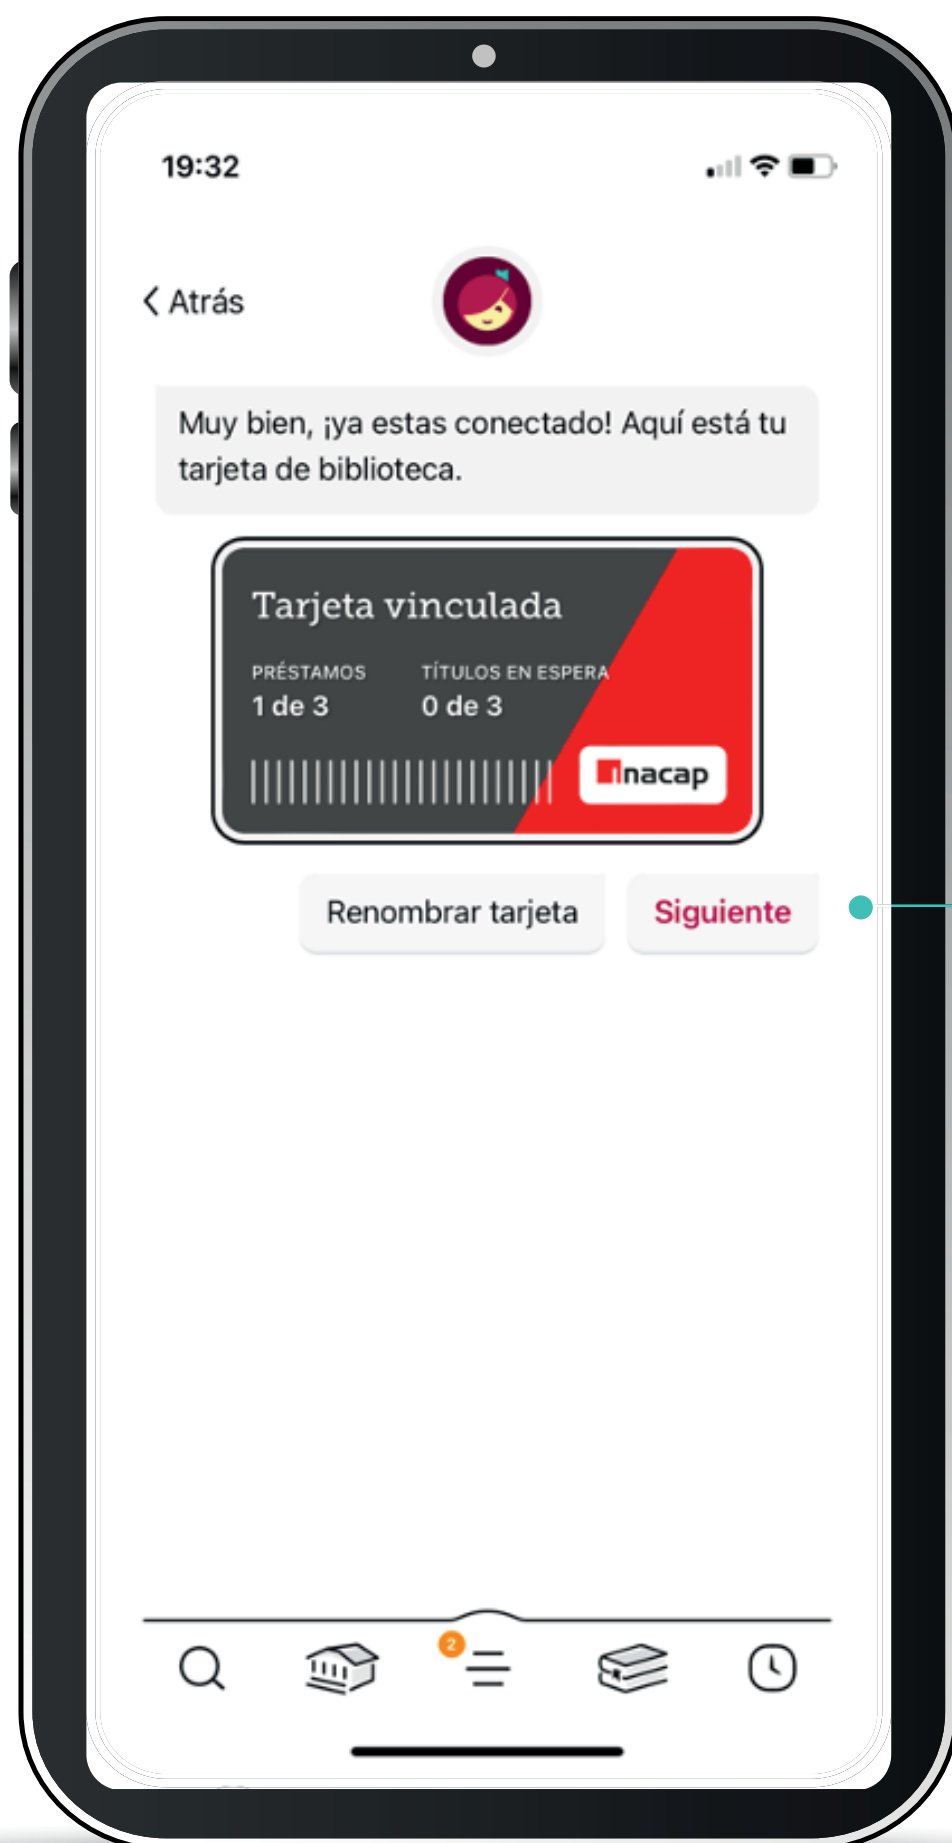 19:32
Atrás
Muy bien, ¡ya estas conectado! Aquí está tu
tarjeta de biblioteca.
Tarjeta vinculada
PRÉSTAMOS TÍTULOS EN ESPERA
1 de 3 0 de 3
inacap
Renombrar tarjeta Siguiente
2